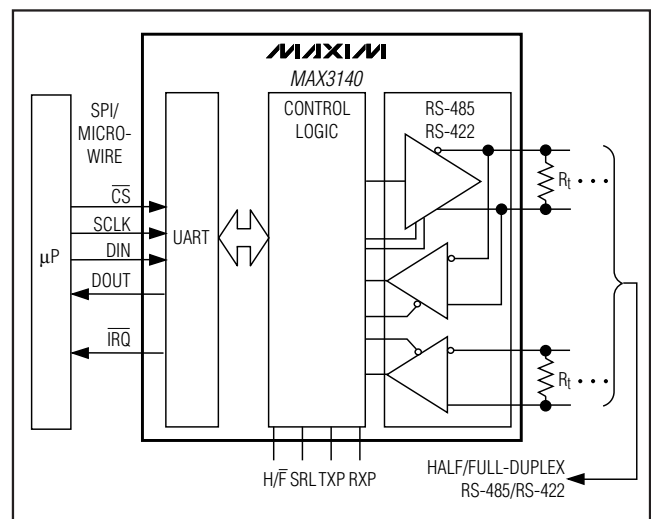 MAXIM
MAX3140
SPI/
MICRO-
WIRE
CONTROL
LOGIC
RS-485
RS-422
Rt
CS
SCLK
DIN
DOUT
IRQ
μP
UART
Rt
H/F SRL TXP RXP
HALF/FULL-DUPLEX
RS-485/RS-422